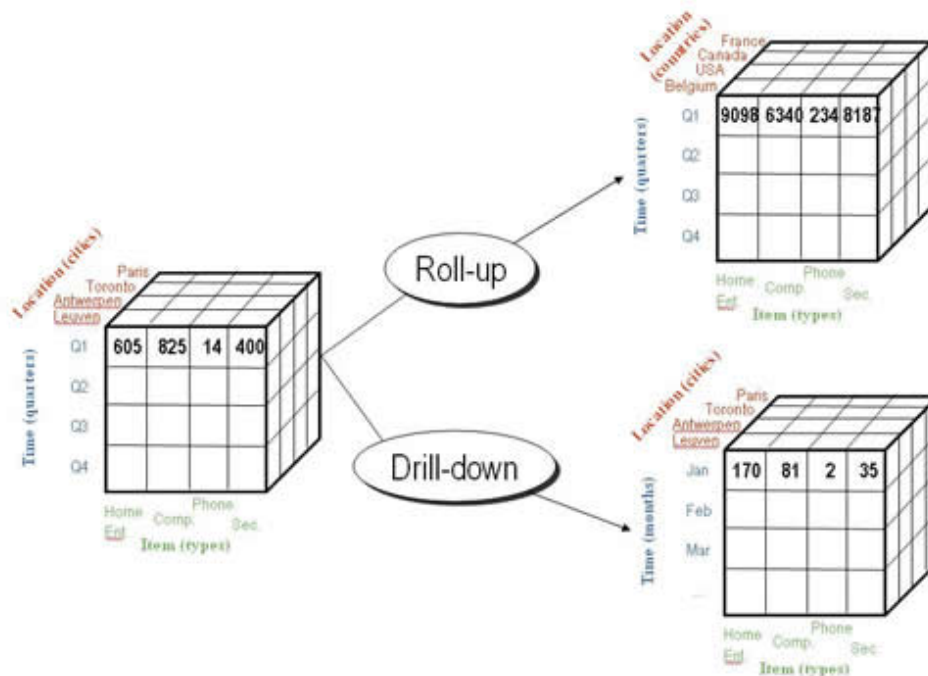 Location
(countries)
France
Canada
USA
Belgium
Time (quarters)
Q1
Q2
Q3
Q4
9098 6340 234 8187
Home
Ent.
Comp.
Phone
Sec.
Item (types)
Roll-up
Location (cities)
Paris
Toronto
Antwerpen
Leuven
Time (quarters)
Q1
Q2
Q3
Q4
605 825 14 400
Home
Ent.
Comp.
Phone
Sec.
Item (types)
Drill-down
Location (cities)
Paris
Toronto
Antwerpen
Leuven
Time (months)
Jan
Feb
Mar
...
170 81 2 35
Home
Ent.
Comp.
Phone
Sec.
Item (types)